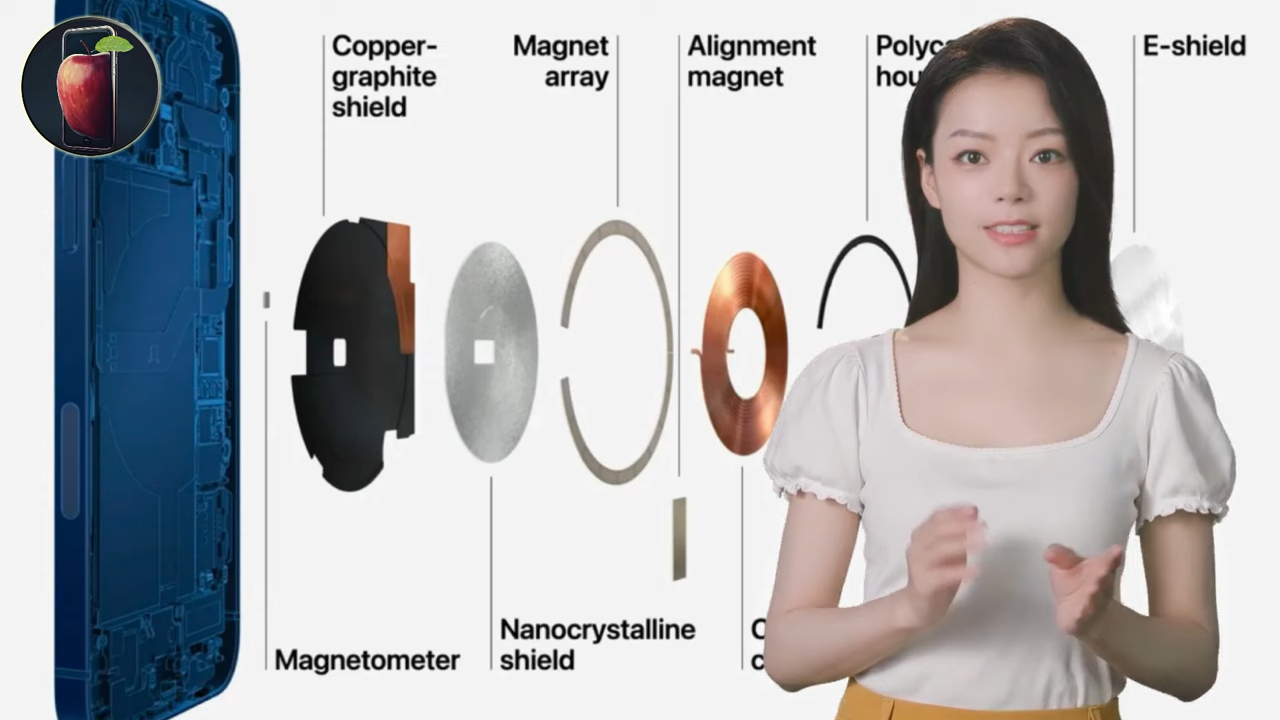 Copper-
graphite
shield
Magnet
array
Alignment
magnet
E-shield
Magnetometer
Nanocrystalline
shield